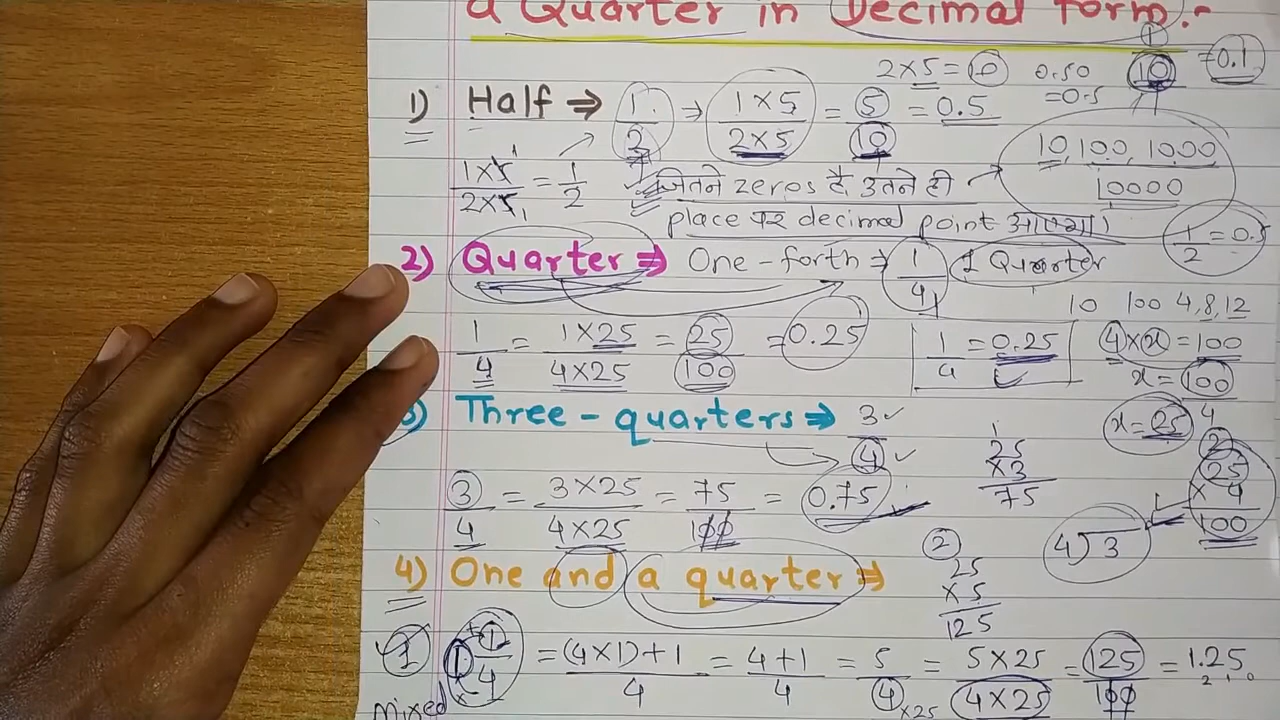 a Quarter in Decimal form:-
2×5=10 0.50 =0.5 1/10 =0.1
1) Half ⇒ 1/2 → 1×5/2×5 = 5/10 = 0.5
10, 100, 1000
10000
1×5/2×5 = 1/2 जितने zeros है, उतने ही
place पर decimal point आएगा। 1/2 = 0.5
2) Quarter ⇒ One-forth ⇒ 1/4 1 Quarter
10 100 4, 8, 12
1/4 = 1×25/4×25 = 25/100 = 0.25 1/4 = 0.25 4×x = 100
x = 100/4
x = 25
3) Three-quarters ⇒ 3/4
25 ×3 75
2 25 × 4 100
3/4 = 3×25/4×25 = 75/100 = 0.75
4)3
4) One and a quarter ⇒
2 25 ×5 125
1 1/4 = (4×1)+1/4 = 4+1/4 = 5/4 ×25 = 5×25/4×25 = 125/100 = 1.25
mixed